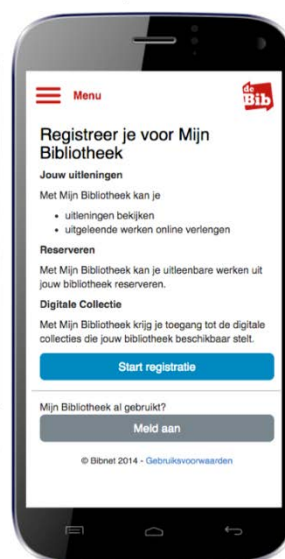 Menu
de
Bib
Registreer je voor Mijn
Bibliotheek
Jouw uitleningen
Met Mijn Bibliotheek kan je
• uitleningen bekijken
• uitgeleende werken online verlengen
Reserveren
Met Mijn Bibliotheek kan je uitleenbare werken uit
jouw bibliotheek reserveren.
Digitale Collectie
Met Mijn Bibliotheek krijg je toegang tot de digitale
collecties die jouw bibliotheek beschikbaar stelt.
Start registratie
Mijn Bibliotheek al gebruikt?
Meld aan
© Bibnet 2014 - Gebruiksvoorwaarden